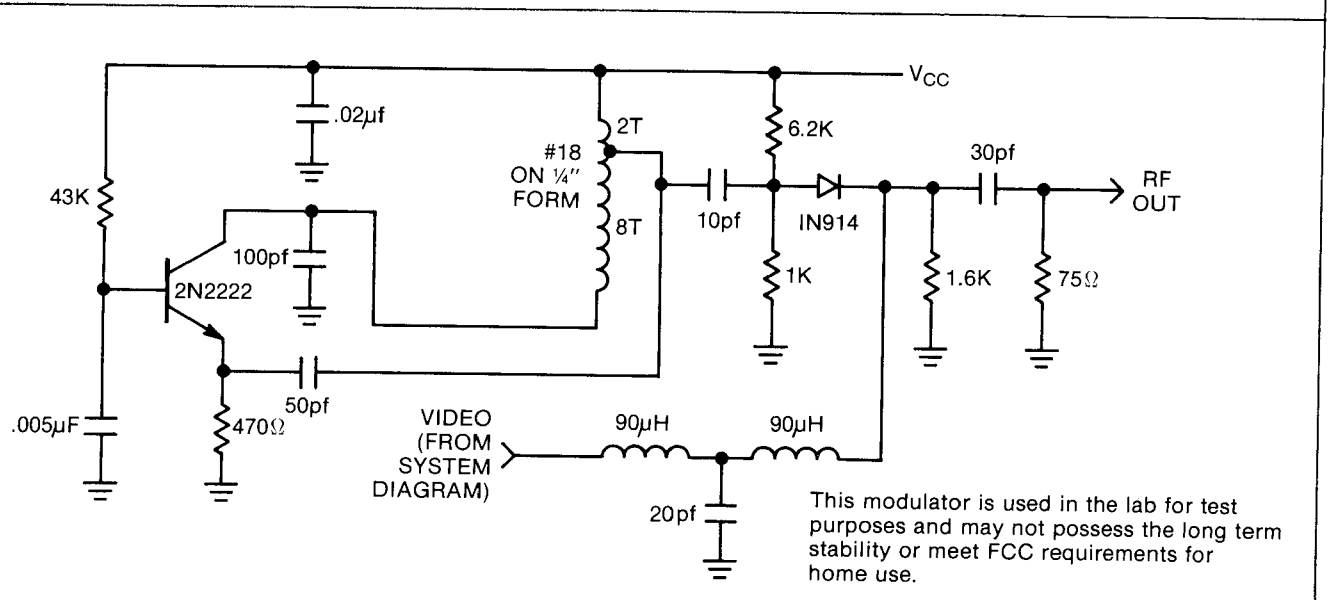 VCC
.02µf
2T
6.2K
#18
ON ¼"
FORM
30pf
43K
RF
OUT
10pf
IN914
8T
100pf
2N2222
1K
1.6K
75Ω
50pf
.005µF
470Ω
VIDEO
(FROM
SYSTEM
DIAGRAM)
90µH
90µH
20pf
This modulator is used in the lab for test
purposes and may not possess the long term
stability or meet FCC requirements for
home use.